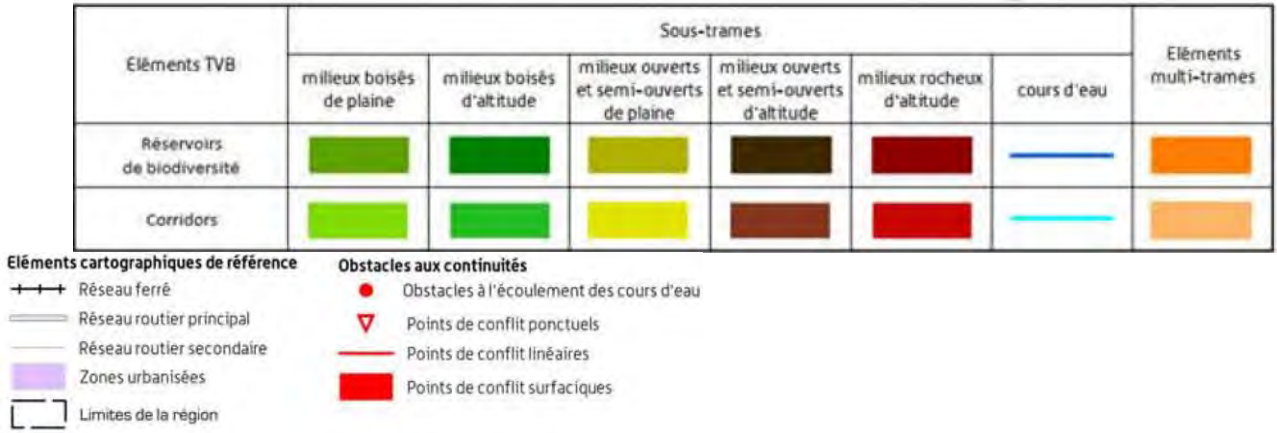 Eléments TVB
Sous-trames
Eléments
multi-trames
milieux boisés
de plaine
milieux boisés
d'altitude
milieux ouverts
et semi-ouverts
de plaine
milieux ouverts
et semi-ouverts
d'altitude
milieux rocheux
d'altitude
cours d'eau
Réservoirs
de biodiversité
Corridors
Eléments cartographiques de référence
Réseau ferré
Réseau routier principal
Réseau routier secondaire
Zones urbanisées
Limites de la région
Obstacles aux continuités
Obstacles à l'écoulement des cours d'eau
Points de conflit ponctuels
Points de conflit linéaires
Points de conflit surfaciques